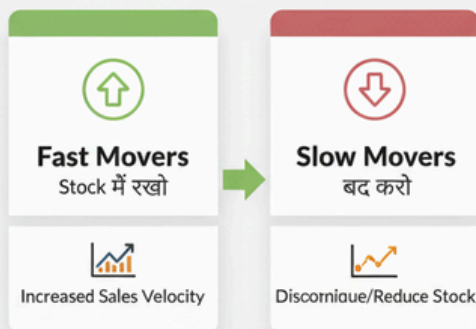 Fast Movers
Stock में रखो
Increased Sales Velocity
Slow Movers
बद करो
Discornique/Reduce Stock